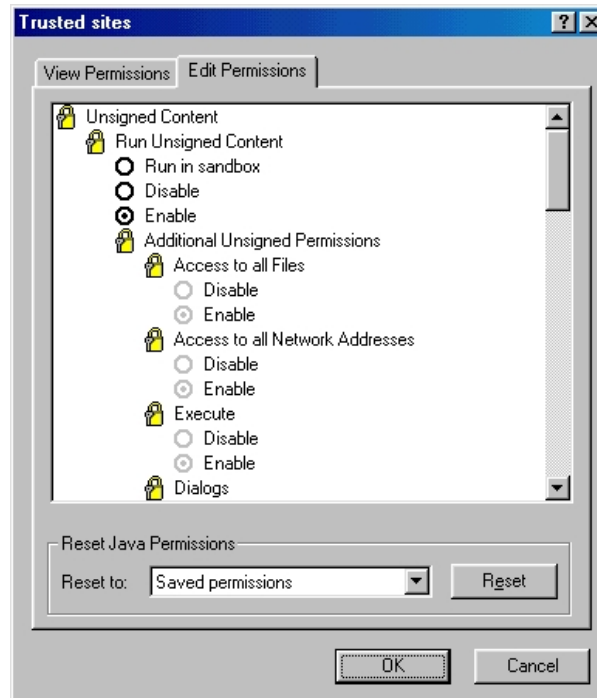 Trusted sites
View Permissions
Edit Permissions
Unsigned Content
Run Unsigned Content
Run in sandbox
Disable
Enable
Additional Unsigned Permissions
Access to all Files
Disable
Enable
Access to all Network Addresses
Disable
Enable
Execute
Disable
Enable
Dialogs
Reset Java Permissions
Reset to: Saved permissions Reset
OK Cancel